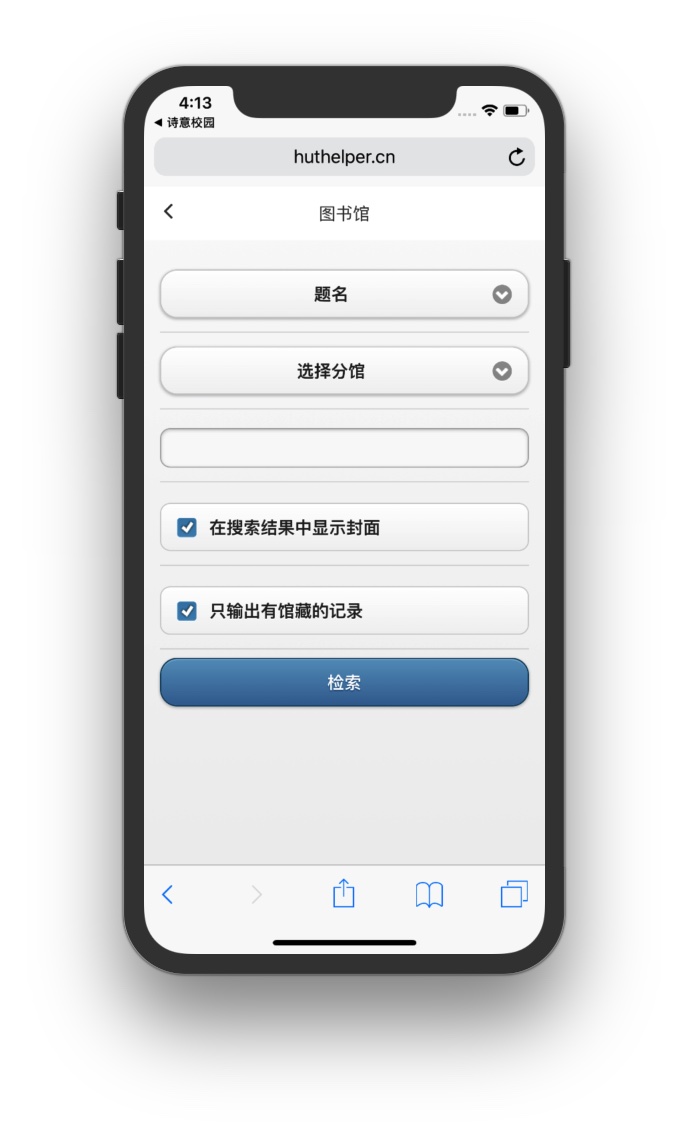 4:13
◀ 诗意校园
huthelper.cn
图书馆
题名
选择分馆
在搜索结果中显示封面
只输出有馆藏的记录
检索